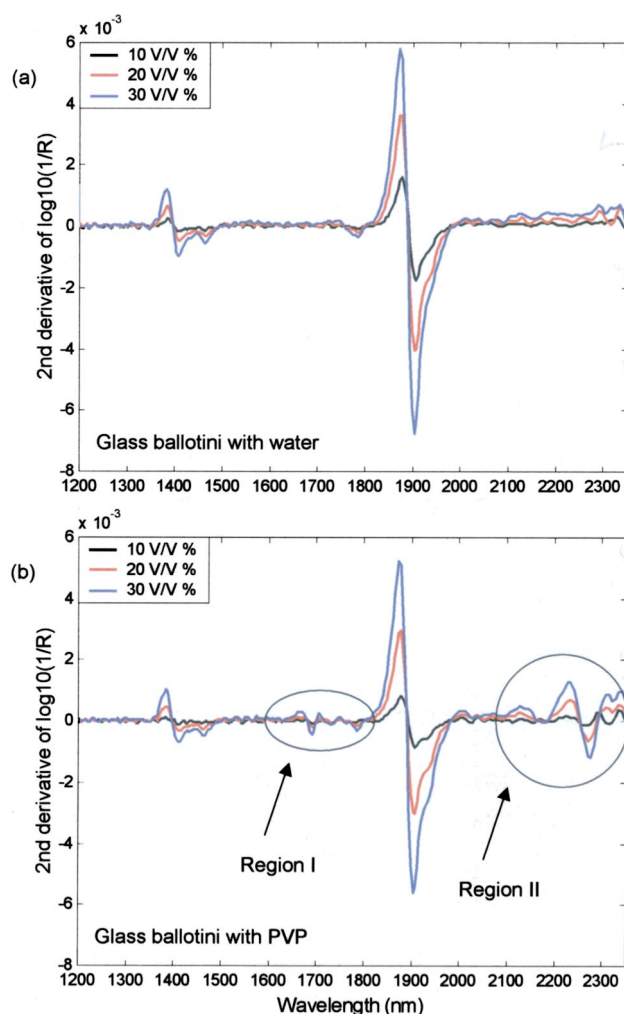 x 10⁻³
(a)
10 V/V %
20 V/V %
30 V/V %
6
4
2
0
-2
-4
-6
-8
2nd derivative of log10(1/R)
Glass ballotini with water
1200 1300 1400 1500 1600 1700 1800 1900 2000 2100 2200 2300
x 10⁻³
(b)
10 V/V %
20 V/V %
30 V/V %
6
4
2
0
-2
-4
-6
-8
2nd derivative of log10(1/R)
Region I
Region II
Glass ballotini with PVP
1200 1300 1400 1500 1600 1700 1800 1900 2000 2100 2200 2300
Wavelength (nm)